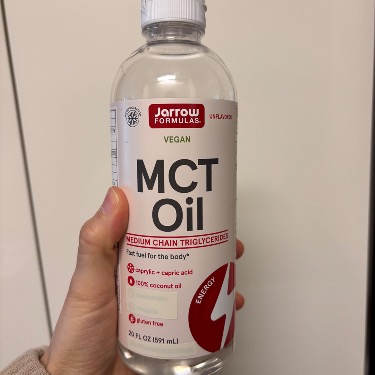 Jarrow
FORMULAS®
UNFLAVORED
VEGAN
MCT
Oil
MEDIUM CHAIN TRIGLYCERIDES
Fast fuel for the body*
caprylic + capric acid
100% coconut oil
gluten free
ENERGY
20 FL OZ (591 mL)